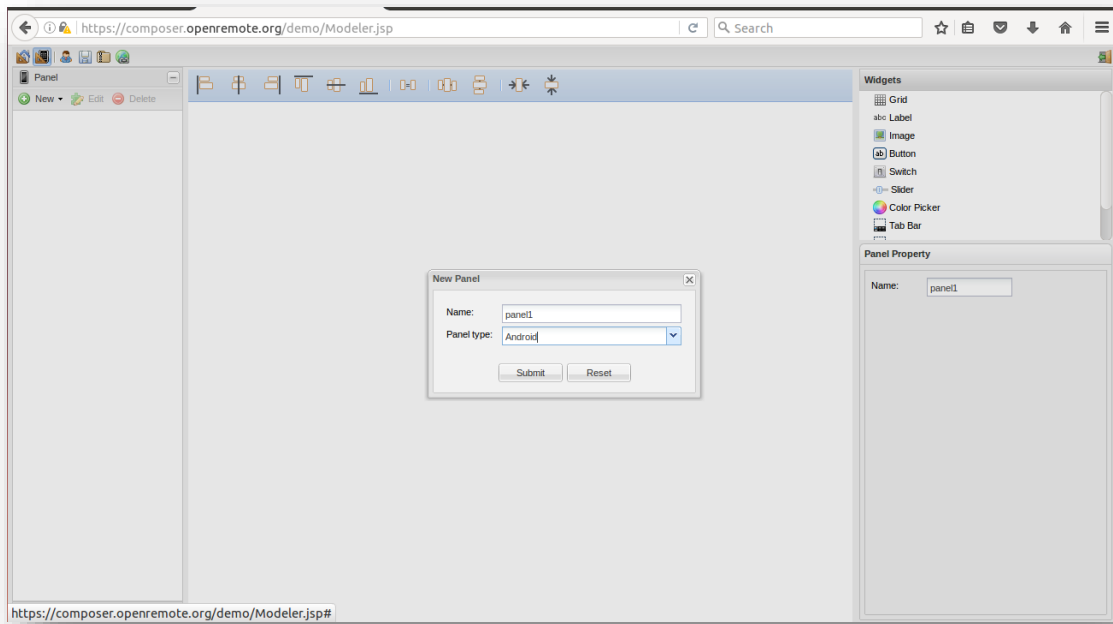 https://composer.openremote.org/demo/Modeler.jsp
Search
Panel
New Edit Delete
Widgets
Grid
abc Label
Image
ab Button
Switch
Slider
Color Picker
Tab Bar
Panel Property
Name: panel1
New Panel
Name: panel1
Panel type: Android
Submit Reset
https://composer.openremote.org/demo/Modeler.jsp#